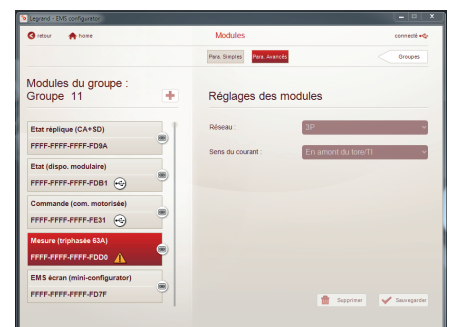 Legrand - EMS configurator
retour
home
Modules
connecté
Para. Simples
Para. Avancés
Groupes
Modules du groupe :
Groupe 11
Réglages des modules
Etat réplique (CA+SD)
FFFF-FFFF-FFFF-FD9A
Réseau :
3P
Etat (dispo. modulaire)
FFFF-FFFF-FFFF-FDB1
Sens du courant :
En amont du tore/TI
Commande (com. motorisée)
FFFF-FFFF-FFFF-FE31
Mesure (triphasée 63A)
FFFF-FFFF-FFFF-FDD0
EMS écran (mini-configurator)
FFFF-FFFF-FFFF-FD7F
Supprimer
Sauvegarder